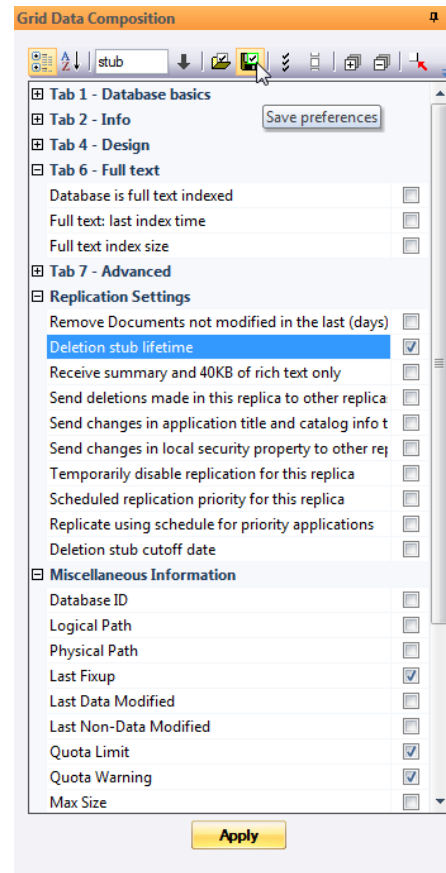 Grid Data Composition
stub
Tab 1 - Database basics
Tab 2 - Info
Save preferences
Tab 4 - Design
Tab 6 - Full text
Database is full text indexed
Full text: last index time
Full text index size
Tab 7 - Advanced
Replication Settings
Remove Documents not modified in the last (days)
Deletion stub lifetime
Receive summary and 40KB of rich text only
Send deletions made in this replica to other replica
Send changes in application title and catalog info t
Send changes in local security property to other rep
Temporarily disable replication for this replica
Scheduled replication priority for this replica
Replicate using schedule for priority applications
Deletion stub cutoff date
Miscellaneous Information
Database ID
Logical Path
Physical Path
Last Fixup
Last Data Modified
Last Non-Data Modified
Quota Limit
Quota Warning
Max Size
Apply